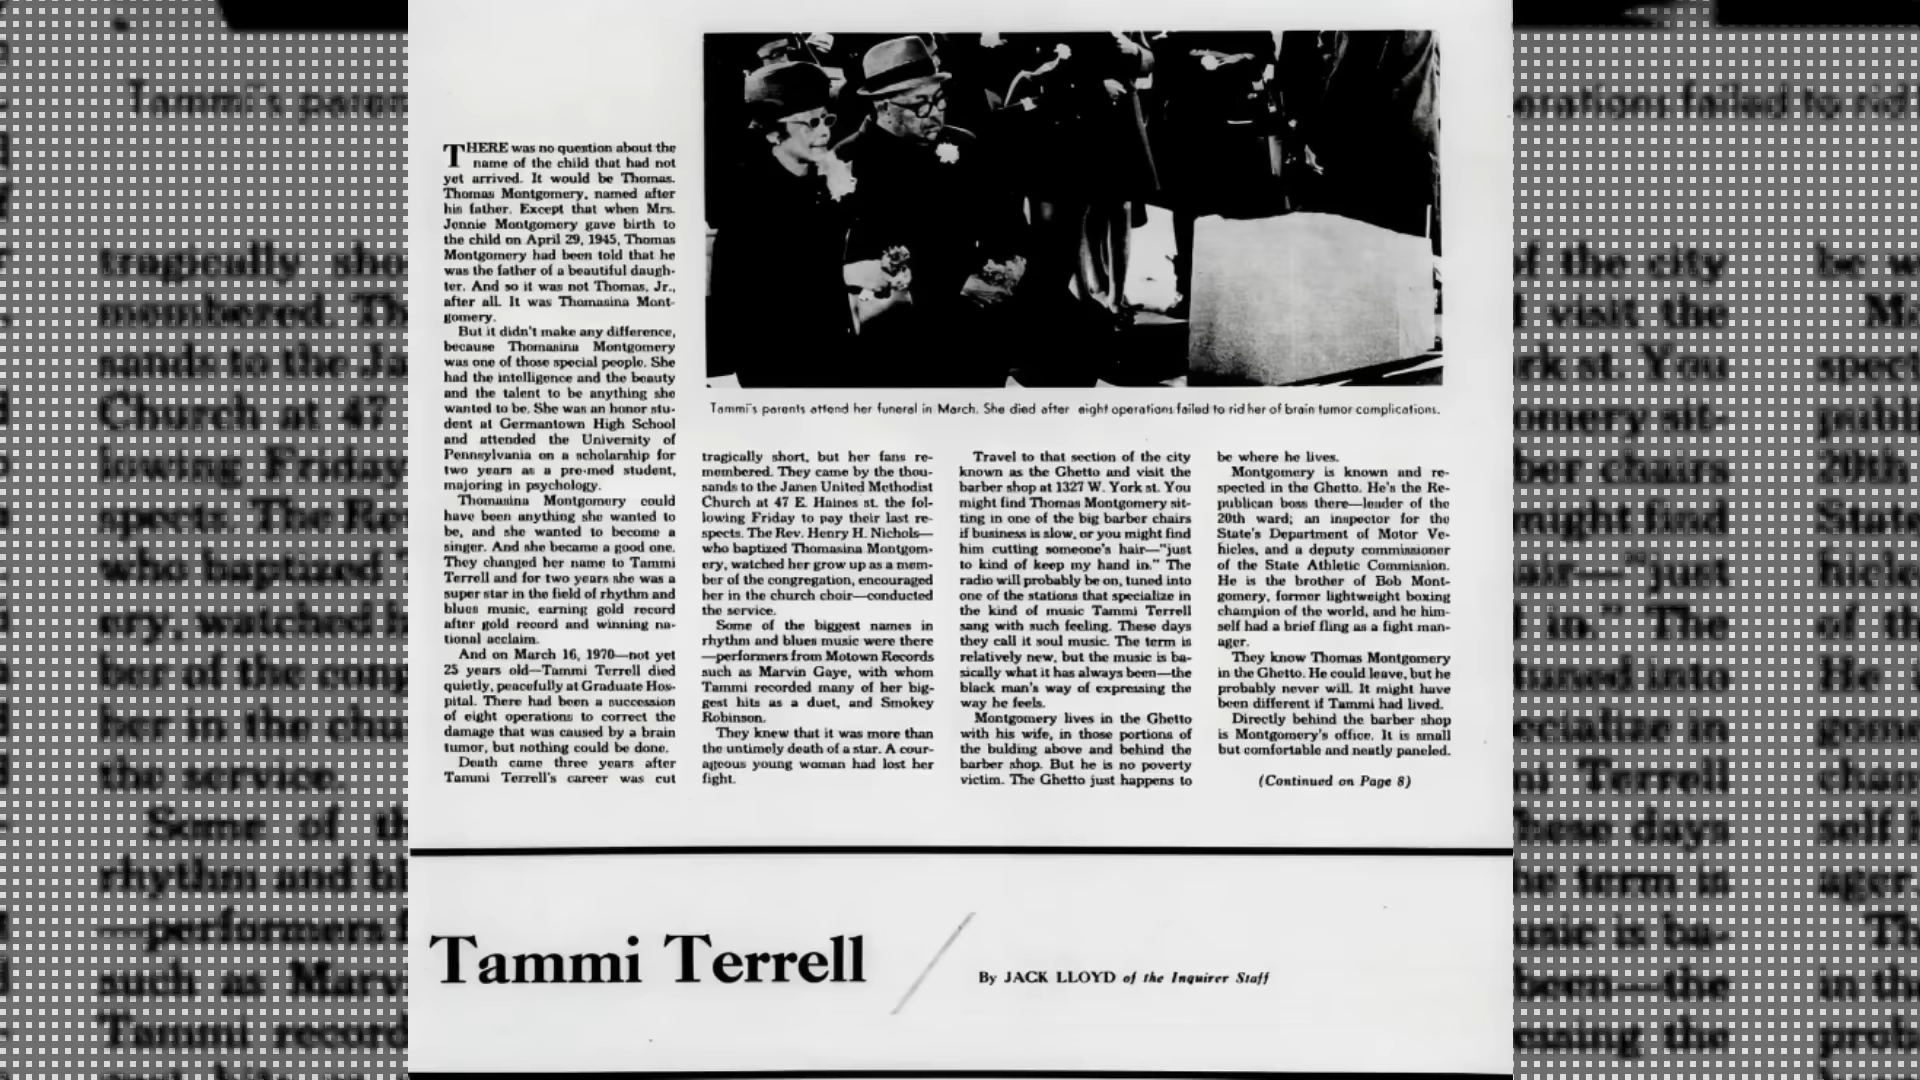 Tammi's parents attend her funeral in March. She died after eight operations failed to rid her of brain tumor complications.
THERE was no question about the
name of the child that had not
yet arrived. It would be Thomas.
Thomas Montgomery, named after
his father. Except that when Mrs.
Jennie Montgomery gave birth to
the child on April 29, 1945, Thomas
Montgomery had been told that he
was the father of a beautiful daugh-
ter. And so it was not Thomas, Jr.,
after all. It was Thomasina Mont-
gomery.
But it didn't make any difference,
because Thomasina Montgomery
was one of those special people. She
had the intelligence and the beauty
and the talent to be anything she
wanted to be. She was an honor stu-
dent at Germantown High School
and attended the University of
Pennsylvania on a scholarship for
two years as a pre-med student,
majoring in psychology.
Thomasina Montgomery could
have been anything she wanted to
be, and she wanted to become a
singer. And she became a good one.
They changed her name to Tammi
Terrell and for two years she was a
super star in the field of rhythm and
blues music, earning gold record
after gold record and winning na-
tional acclaim.
And on March 16, 1970—not yet
25 years old—Tammi Terrell died
quietly, peacefully at Graduate Hos-
pital. There had been a succession
of eight operations to correct the
damage that was caused by a brain
tumor, but nothing could be done.
Death came three years after
Tammi Terrell's career was cut
tragically short, but her fans re-
membered. They came by the thou-
sands to the Janes United Methodist
Church at 47 E. Haines st. the fol-
lowing Friday to pay their last re-
spects. The Rev. Henry H. Nichols—
who baptized Thomasina Montgom-
ery, watched her grow up as a mem-
ber of the congregation, encouraged
her in the church choir—conducted
the service.
Some of the biggest names in
rhythm and blues music were there
—performers from Motown Records
such as Marvin Gaye, with whom
Tammi recorded many of her big-
gest hits as a duet, and Smokey
Robinson.
They knew that it was more than
the untimely death of a star. A cour-
ageous young woman had lost her
fight.
Travel to that section of the city
known as the Ghetto and visit the
barber shop at 1327 W. York st. You
might find Thomas Montgomery sit-
ting in one of the big barber chairs
if business is slow, or you might find
him cutting someone's hair—"just
to kind of keep my hand in." The
radio will probably be on, tuned into
one of the stations that specialize in
the kind of music Tammi Terrell
sang with such feeling. These days
they call it soul music. The term is
relatively new, but the music is ba-
sically what it has always been—the
black man's way of expressing the
way he feels.
Montgomery lives in the Ghetto
with his wife, in those portions of
the bulding above and behind the
barber shop. But he is no poverty
victim. The Ghetto just happens to
be where he lives.
Montgomery is known and re-
spected in the Ghetto. He's the Re-
publican boss there—leader of the
20th ward; an inspector for the
State's Department of Motor Ve-
hicles, and a deputy commissioner
of the State Athletic Commission.
He is the brother of Bob Mont-
gomery, former lightweight boxing
champion of the world, and he him-
self had a brief fling as a fight man-
ager.
They know Thomas Montgomery
in the Ghetto. He could leave, but he
probably never will. It might have
been different if Tammi had lived.
Directly behind the barber shop
is Montgomery's office. It is small
but comfortable and neatly paneled.
(Continued on Page 8)
Tammi Terrell
By JACK LLOYD of the Inquirer Staff